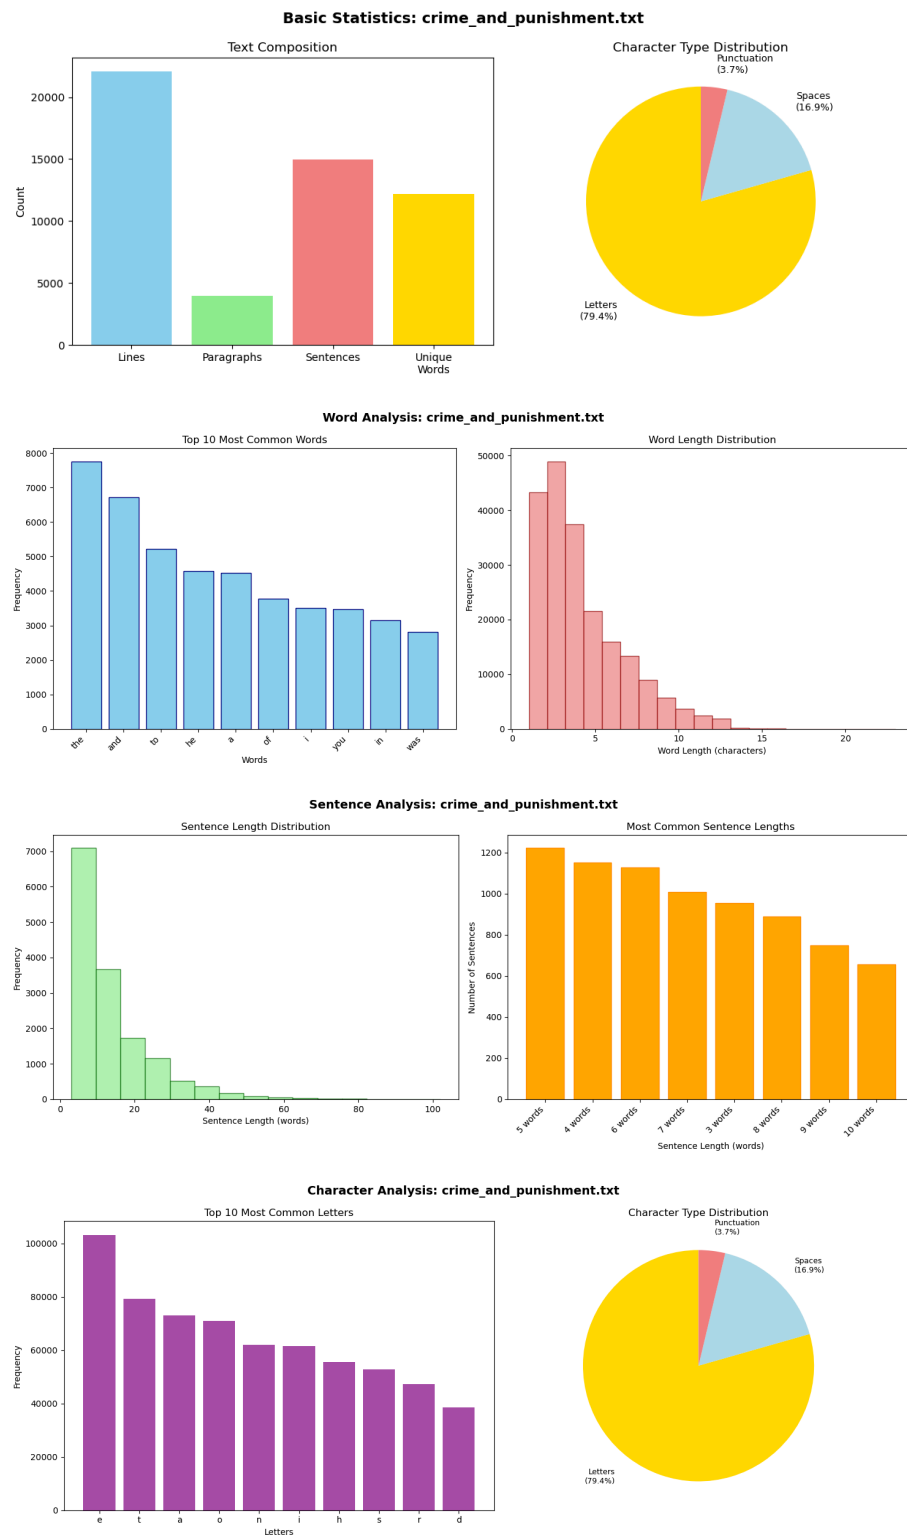 Basic Statistics: crime_and_punishment.txt
Text Composition
Count
20000
15000
10000
5000
0
Lines
Paragraphs
Sentences
Unique
Words
Character Type Distribution
Punctuation
(3.7%)
Spaces
(16.9%)
Letters
(79.4%)
Word Analysis: crime_and_punishment.txt
Top 10 Most Common Words
Frequency
8000
7000
6000
5000
4000
3000
2000
1000
0
the
and
to
he
a
of
i
you
in
was
Words
Word Length Distribution
Frequency
50000
40000
30000
20000
10000
0
0
5
10
15
20
Word Length (characters)
Sentence Analysis: crime_and_punishment.txt
Sentence Length Distribution
Frequency
7000
6000
5000
4000
3000
2000
1000
0
0
20
40
60
80
100
Sentence Length (words)
Most Common Sentence Lengths
Number of Sentences
1200
1000
800
600
400
200
0
5 words
4 words
6 words
7 words
3 words
8 words
9 words
10 words
Sentence Length (words)
Character Analysis: crime_and_punishment.txt
Top 10 Most Common Letters
Frequency
100000
80000
60000
40000
20000
0
e
t
a
o
n
i
h
s
r
d
Letters
Character Type Distribution
Punctuation
(3.7%)
Spaces
(16.9%)
Letters
(79.4%)